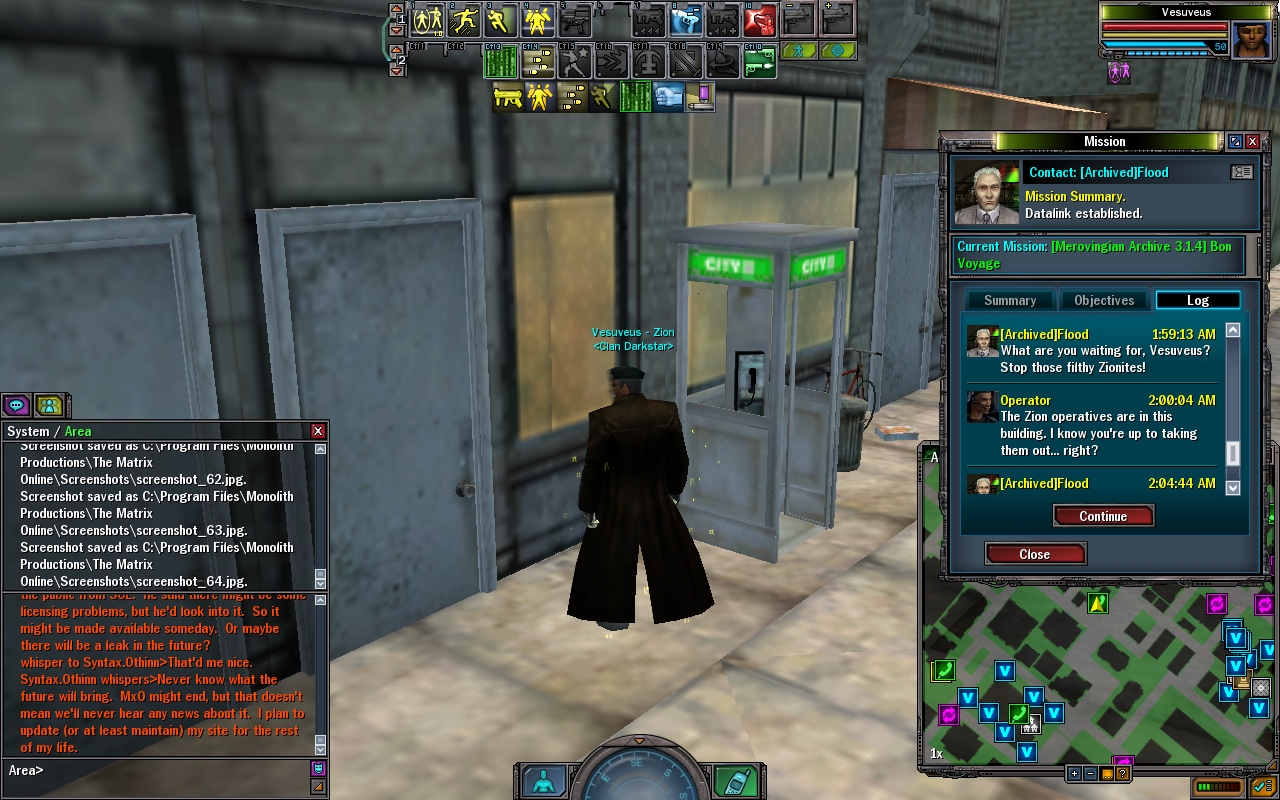 Vesuveus
50
Mission
Contact: [Archived]Flood
Mission Summary.
Datalink established.
Current Mission: [Merovingian Archive 3.1.4] Bon
Voyage
Summary
Objectives
Log
[Archived]Flood
1:59:13 AM
What are you waiting for, Vesuveus?
Stop those filthy Zionites!
Operator
2:00:04 AM
The Zion operatives are in this
building. I know you're up to taking
them out... right?
[Archived]Flood
2:04:44 AM
Continue
Close
CITY
CITY
Vesuveus - Zion
<Clan Darkstar>
System / Area
Screenshot saved as C:\Program Files\Monolith
Productions\The Matrix
Online\Screenshots\screenshot_62.jpg.
Screenshot saved as C:\Program Files\Monolith
Productions\The Matrix
Online\Screenshots\screenshot_63.jpg.
Screenshot saved as C:\Program Files\Monolith
Productions\The Matrix
Online\Screenshots\screenshot_64.jpg.
the public from SOE. He said there might be some
licensing problems, but he'd look into it. So it
might be made available someday. Or maybe
there will be a leak in the future?
whisper to Syntax.Othinn>That'd me nice.
Syntax.Othinn whispers>Never know what the
future will bring. MxO might end, but that doesn't
mean we'll never hear any news about it. I plan to
update (or at least maintain) my site for the rest
of my life.
Area>
1x
SE
E
S